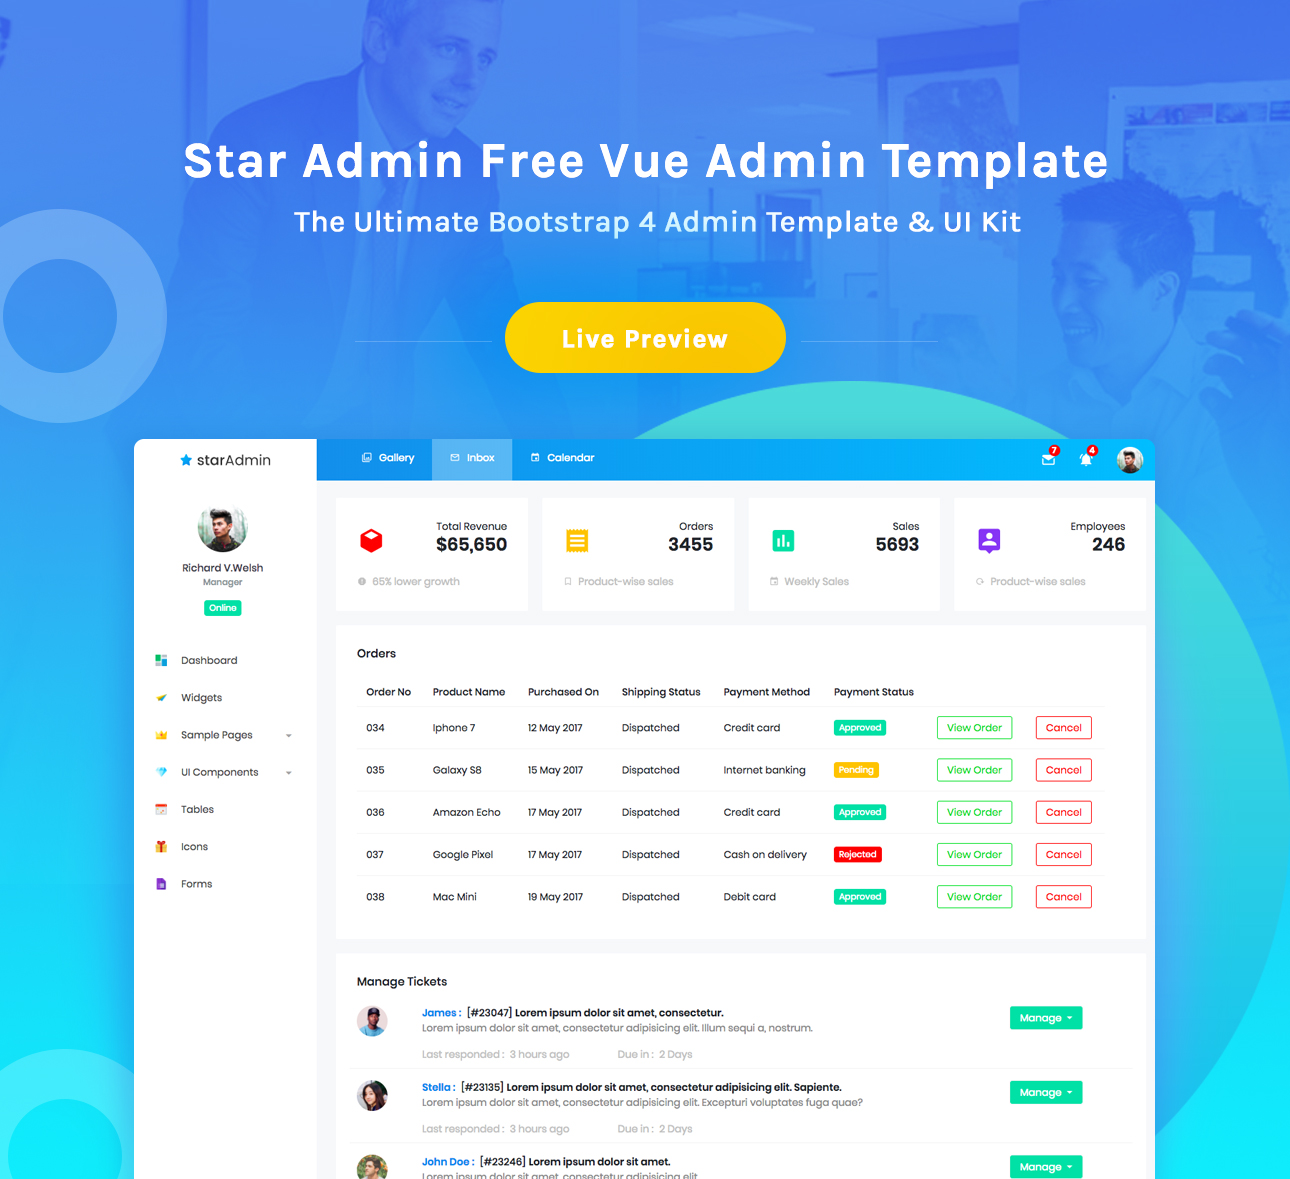 Star Admin Free Vue Admin Template
The Ultimate Bootstrap 4 Admin Template & UI Kit
Live Preview
starAdmin
Gallery Inbox Calendar 7 4
Richard V.Welsh
Manager
Online
Dashboard
Widgets
Sample Pages
UI Components
Tables
Icons
Forms
Total Revenue
$65,650
65% lower growth
Orders
3455
Product-wise sales
Sales
5693
Weekly Sales
Employees
246
Product-wise sales
Orders
Order No Product Name Purchased On Shipping Status Payment Method Payment Status
034 Iphone 7 12 May 2017 Dispatched Credit card Approved View Order Cancel
035 Galaxy S8 15 May 2017 Dispatched Internet banking Pending View Order Cancel
036 Amazon Echo 17 May 2017 Dispatched Credit card Approved View Order Cancel
037 Google Pixel 17 May 2017 Dispatched Cash on delivery Rejected View Order Cancel
038 Mac Mini 19 May 2017 Dispatched Debit card Approved View Order Cancel
Manage Tickets
James : [#23047] Lorem ipsum dolor sit amet, consectetur.
Lorem ipsum dolor sit amet, consectetur adipisicing elit. Illum sequi a, nostrum.
Last responded : 3 hours ago Due in : 2 Days
Manage
Stella : [#23135] Lorem ipsum dolor sit amet, consectetur adipisicing elit. Sapiente.
Lorem ipsum dolor sit amet, consectetur adipisicing elit. Excepturi voluptates fuga quae?
Last responded : 3 hours ago Due in : 2 Days
Manage
John Doe : [#23246] Lorem ipsum dolor sit amet.
Lorem ipsum dolor sit amet, consectetur adipisicing elit
Manage